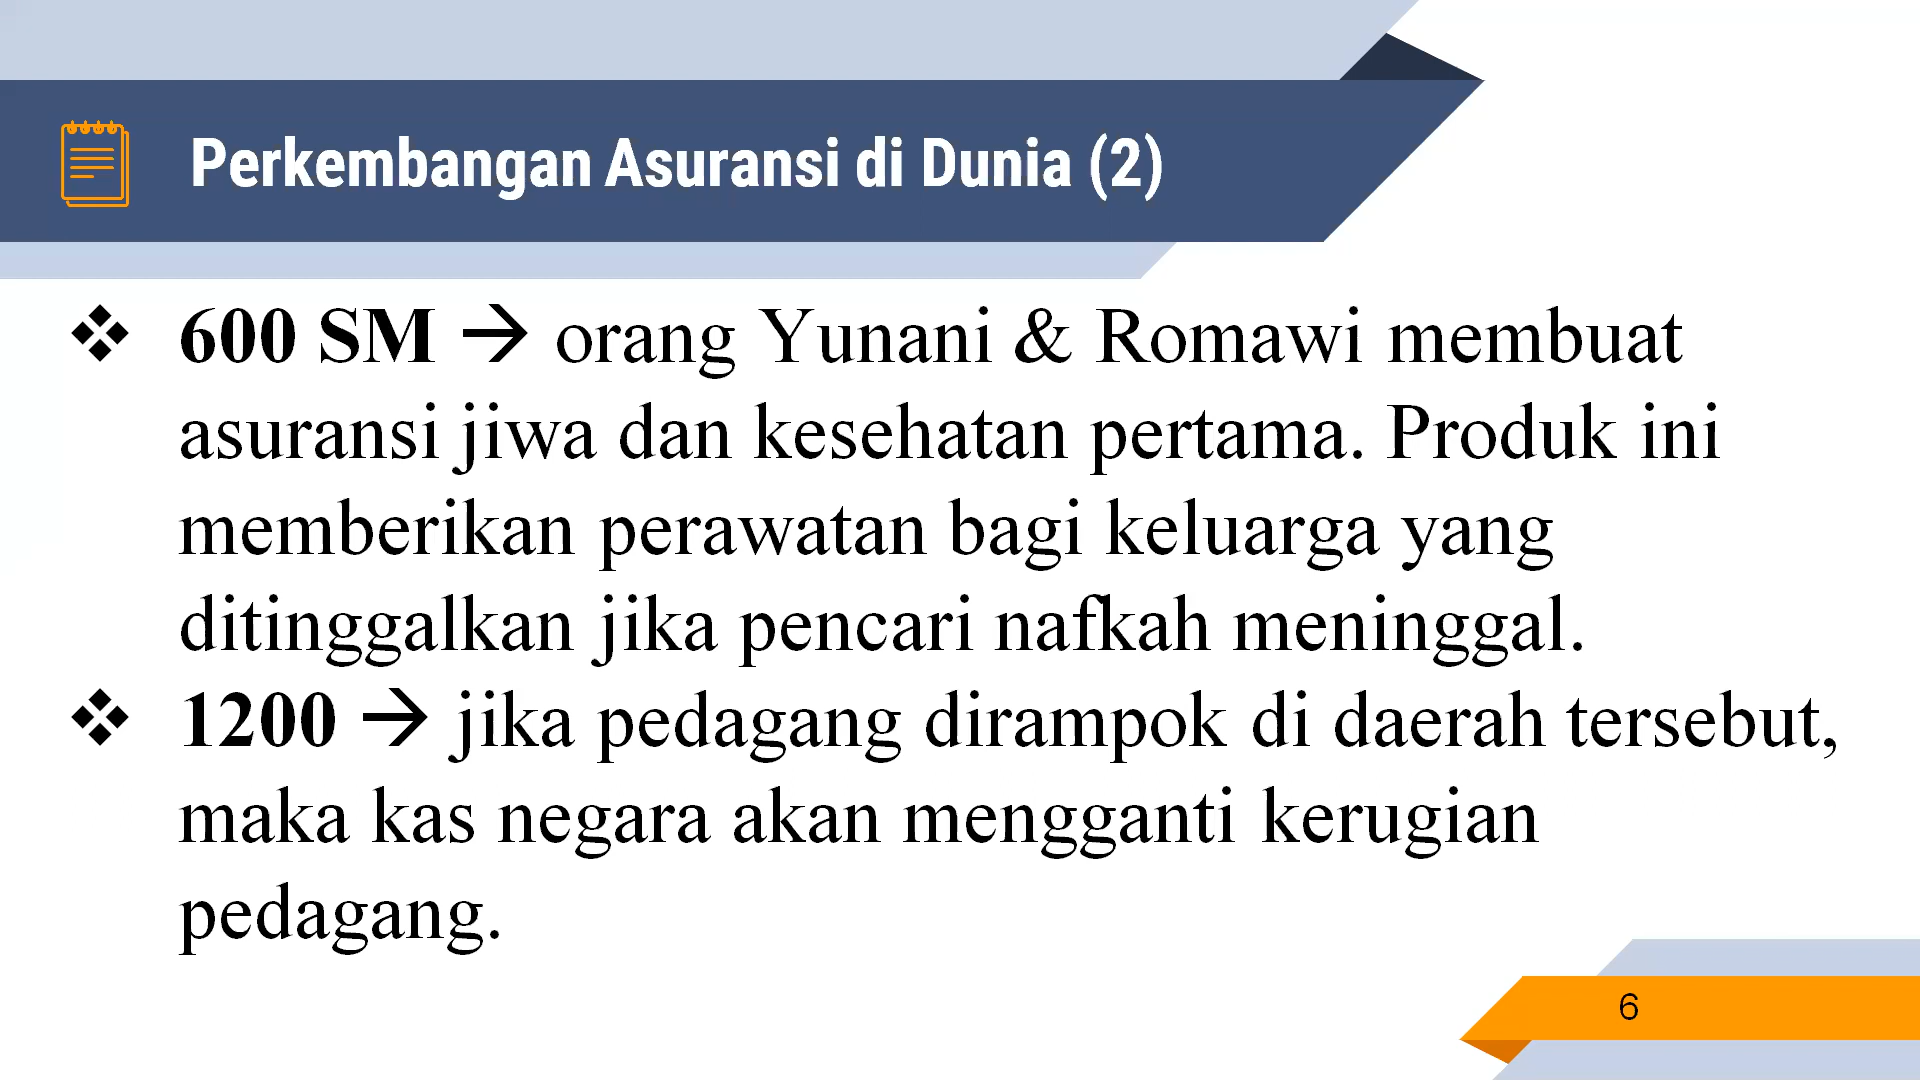 Perkembangan Asuransi di Dunia (2)
❖ 600 SM → orang Yunani & Romawi membuat
asuransi jiwa dan kesehatan pertama. Produk ini
memberikan perawatan bagi keluarga yang
ditinggalkan jika pencari nafkah meninggal.
❖ 1200 → jika pedagang dirampok di daerah tersebut,
maka kas negara akan mengganti kerugian
pedagang.
6